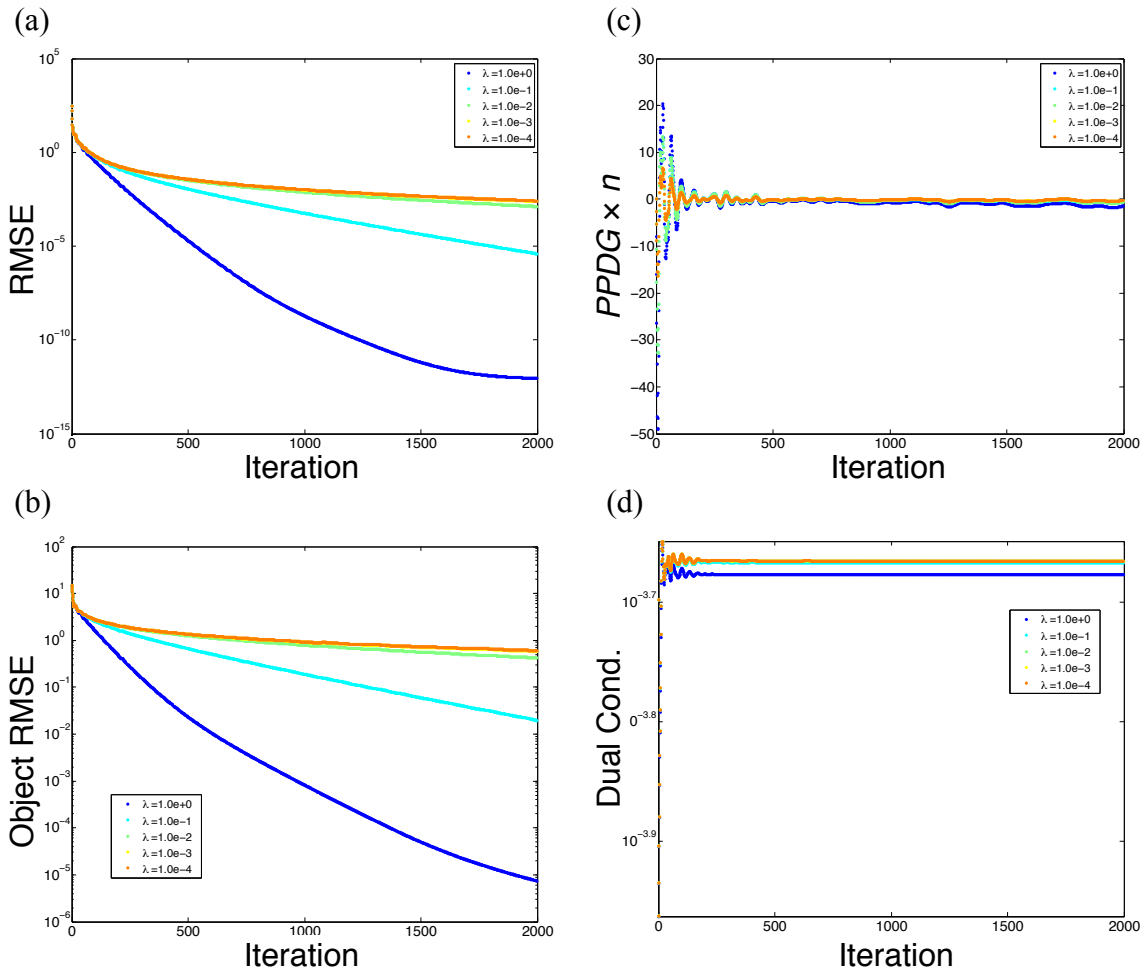 (a)
10^5
10^0
10^-5
10^-10
10^-15
RMSE
0 500 1000 1500 2000
Iteration
λ=1.0e+0
λ=1.0e-1
λ=1.0e-2
λ=1.0e-3
λ=1.0e-4
(c)
30
20
10
0
-10
-20
-30
-40
-50
PPDG × n
0 500 1000 1500 2000
Iteration
λ=1.0e+0
λ=1.0e-1
λ=1.0e-2
λ=1.0e-3
λ=1.0e-4
(b)
10^2
10^1
10^0
10^-1
10^-2
10^-3
10^-4
10^-5
10^-6
Object RMSE
0 500 1000 1500 2000
Iteration
λ=1.0e+0
λ=1.0e-1
λ=1.0e-2
λ=1.0e-3
λ=1.0e-4
(d)
10^-3.7
0^-3.8
10^-3.9
Dual Cond.
0 500 1000 1500 2000
Iteration
λ=1.0e+0
λ=1.0e-1
λ=1.0e-2
λ=1.0e-3
λ=1.0e-4